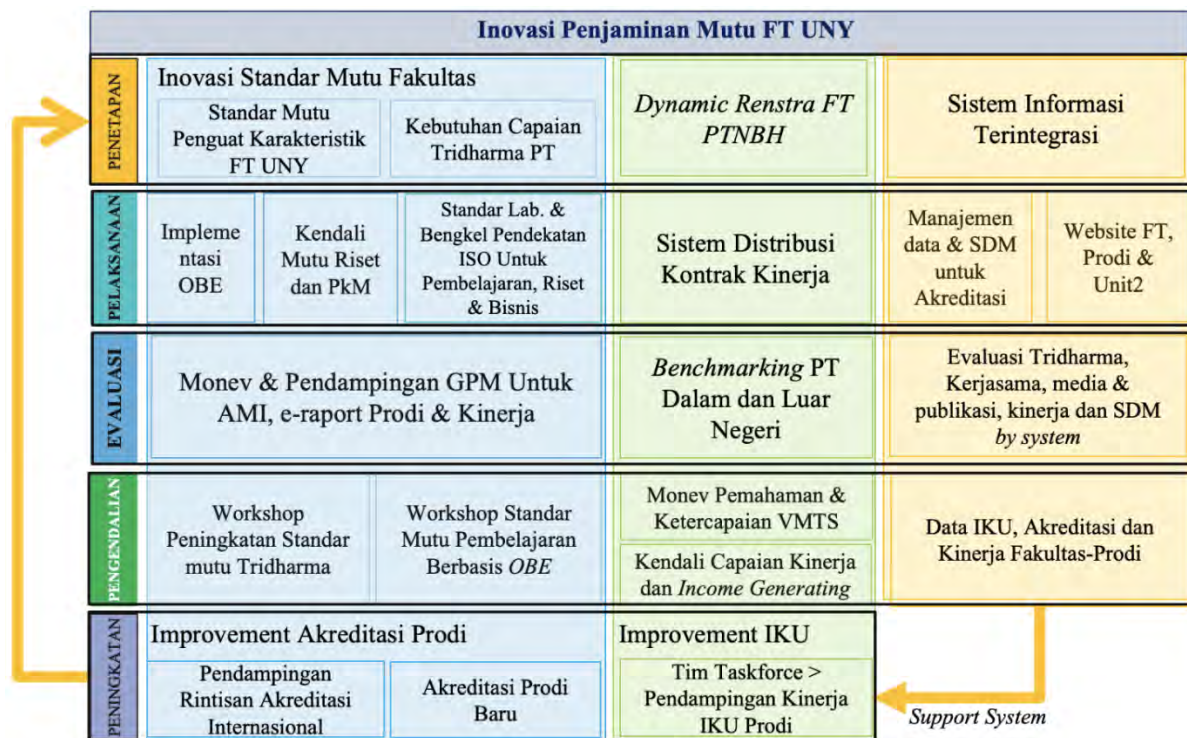 Inovasi Penjaminan Mutu FT UNY
PENETAPAN
Inovasi Standar Mutu Fakultas
Standar Mutu
Penguat Karakteristik
FT UNY
Kebutuhan Capaian
Tridharma PT
Dynamic Renstra FT
PTNBH
Sistem Informasi
Terintegrasi
PELAKSANAAN
Impleme
ntasi
OBE
Kendali
Mutu Riset
dan PkM
Standar Lab. &
Bengkel Pendekatan
ISO Untuk
Pembelajaran, Riset
& Bisnis
Sistem Distribusi
Kontrak Kinerja
Manajemen
data & SDM
untuk
Akreditasi
Website FT,
Prodi &
Unit2
EVALUASI
Monev & Pendampingan GPM Untuk
AMI, e-raport Prodi & Kinerja
Benchmarking PT
Dalam dan Luar
Negeri
Evaluasi Tridharma,
Kerjasama, media &
publikasi, kinerja dan SDM
by system
PENGENDALIAN
Workshop
Peningkatan Standar
mutu Tridharma
Workshop Standar
Mutu Pembelajaran
Berbasis OBE
Monev Pemahaman &
Ketercapaian VMTS
Kendali Capaian Kinerja
dan Income Generating
Data IKU, Akreditasi dan
Kinerja Fakultas-Prodi
PENINGKATAN
Improvement Akreditasi Prodi
Pendampingan
Rintisan Akreditasi
Internasional
Akreditasi Prodi
Baru
Improvement IKU
Tim Taskforce >
Pendampingan Kinerja
IKU Prodi
Support System